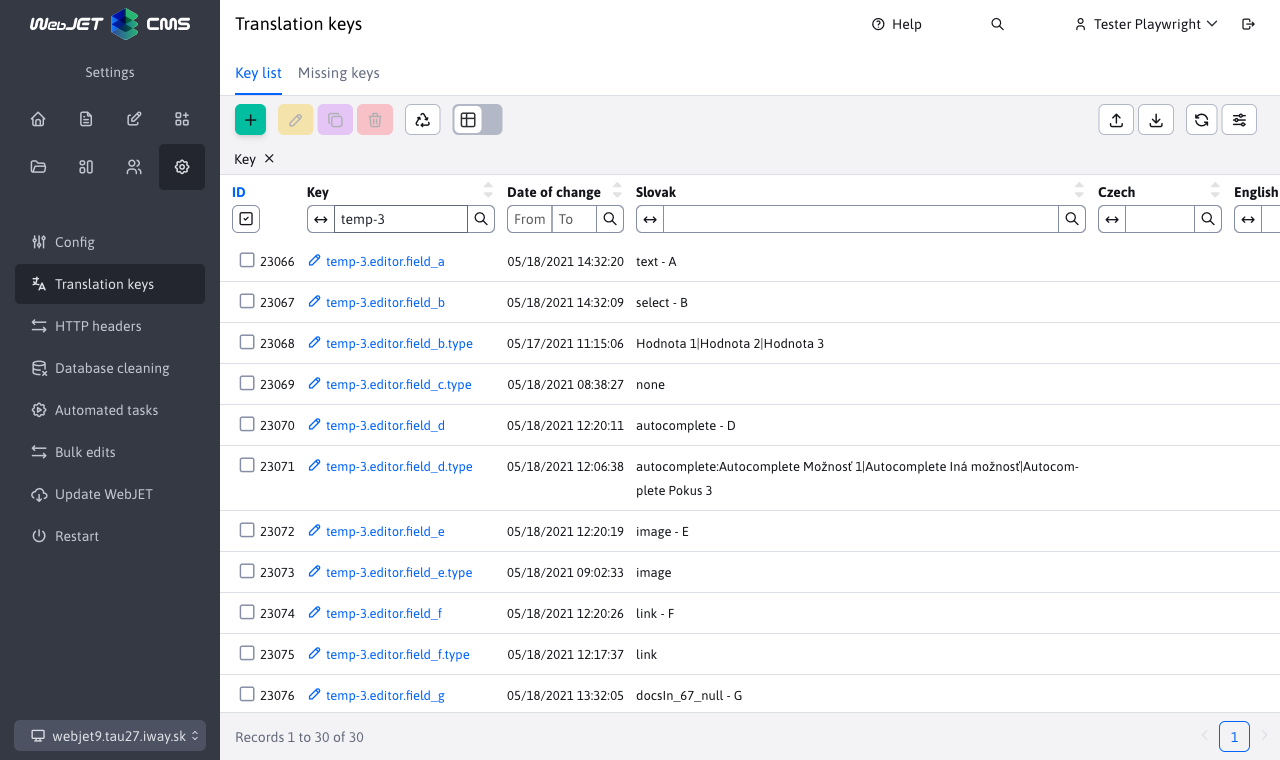 WebJET CMS
Translation keys
Help
Tester Playwright
Settings
Key list
Missing keys
Key
ID
Key
Date of change
Slovak
Czech
English
temp-3
From
To
23066 temp-3.editor.field_a 05/18/2021 14:32:20 text - A
23067 temp-3.editor.field_b 05/18/2021 14:32:09 select - B
23068 temp-3.editor.field_b.type 05/17/2021 11:15:06 Hodnota 1|Hodnota 2|Hodnota 3
23069 temp-3.editor.field_c.type 05/18/2021 08:38:27 none
23070 temp-3.editor.field_d 05/18/2021 12:20:11 autocomplete - D
23071 temp-3.editor.field_d.type 05/18/2021 12:06:38 autocomplete:Autocomplete Možnosť 1|Autocomplete Iná možnosť|Autocom-
plete Pokus 3
23072 temp-3.editor.field_e 05/18/2021 12:20:19 image - E
23073 temp-3.editor.field_e.type 05/18/2021 09:02:33 image
23074 temp-3.editor.field_f 05/18/2021 12:20:26 link - F
23075 temp-3.editor.field_f.type 05/18/2021 12:17:37 link
23076 temp-3.editor.field_g 05/18/2021 13:32:05 docsIn_67_null - G
Config
Translation keys
HTTP headers
Database cleaning
Automated tasks
Bulk edits
Update WebJET
Restart
webjet9.tau27.iway.sk
Records 1 to 30 of 30
1